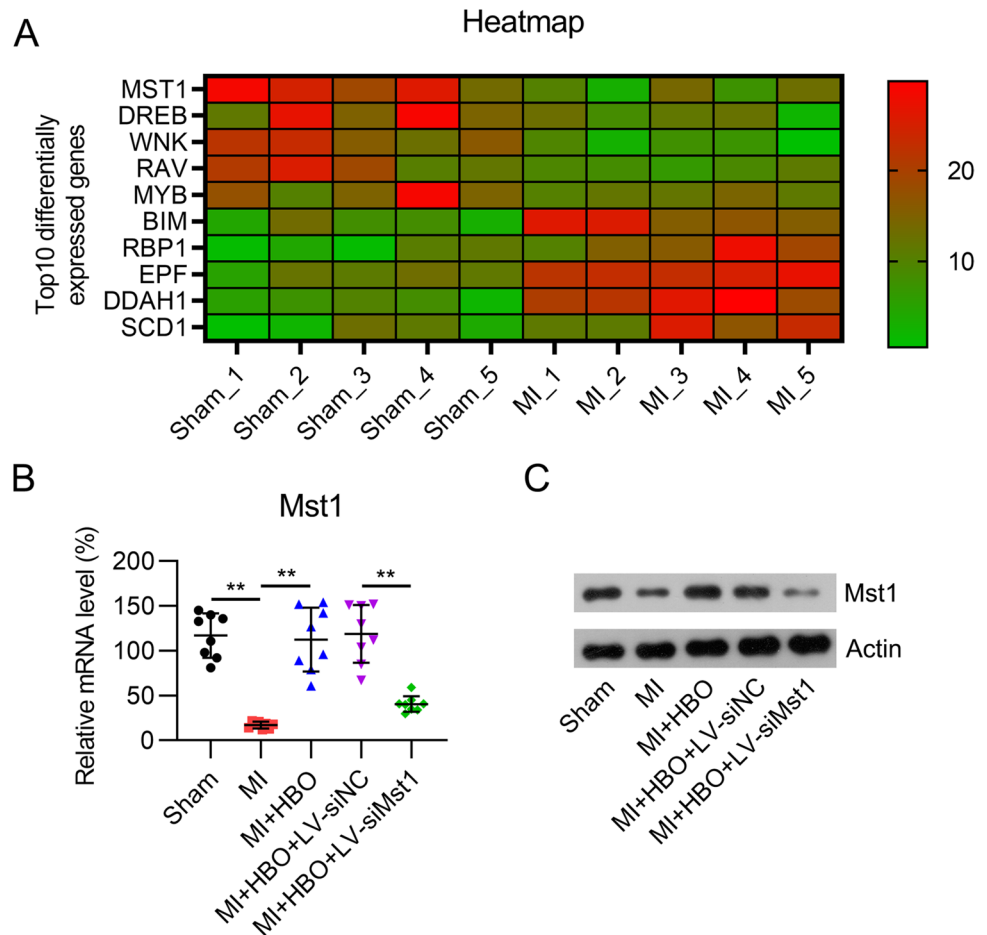 A
Heatmap
Top10 differentially
expressed genes
MST1
DREB
WNK
RAV
MYB
BIM
RBP1
EPF
DDAH1
SCD1
Sham_1
Sham_2
Sham_3
Sham_4
Sham_5
MI_1
MI_2
MI_3
MI_4
MI_5
20
10
B
Mst1
Relative mRNA level (%)
200
150
100
50
0
**
**
**
Sham
MI
MI+HBO
MI+HBO+LV-siNC
MI+HBO+LV-siMst1
C
Mst1
Actin
Sham
MI
MI+HBO
MI+HBO+LV-siNC
MI+HBO+LV-siMst1